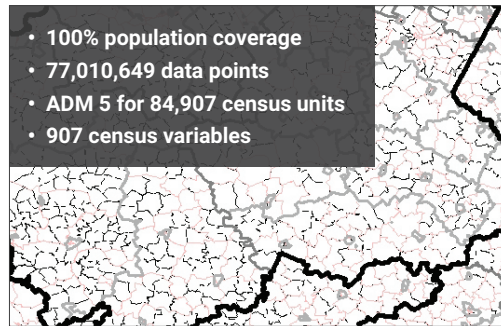 • 100% population coverage
• 77,010,649 data points
• ADM 5 for 84,907 census units
• 907 census variables